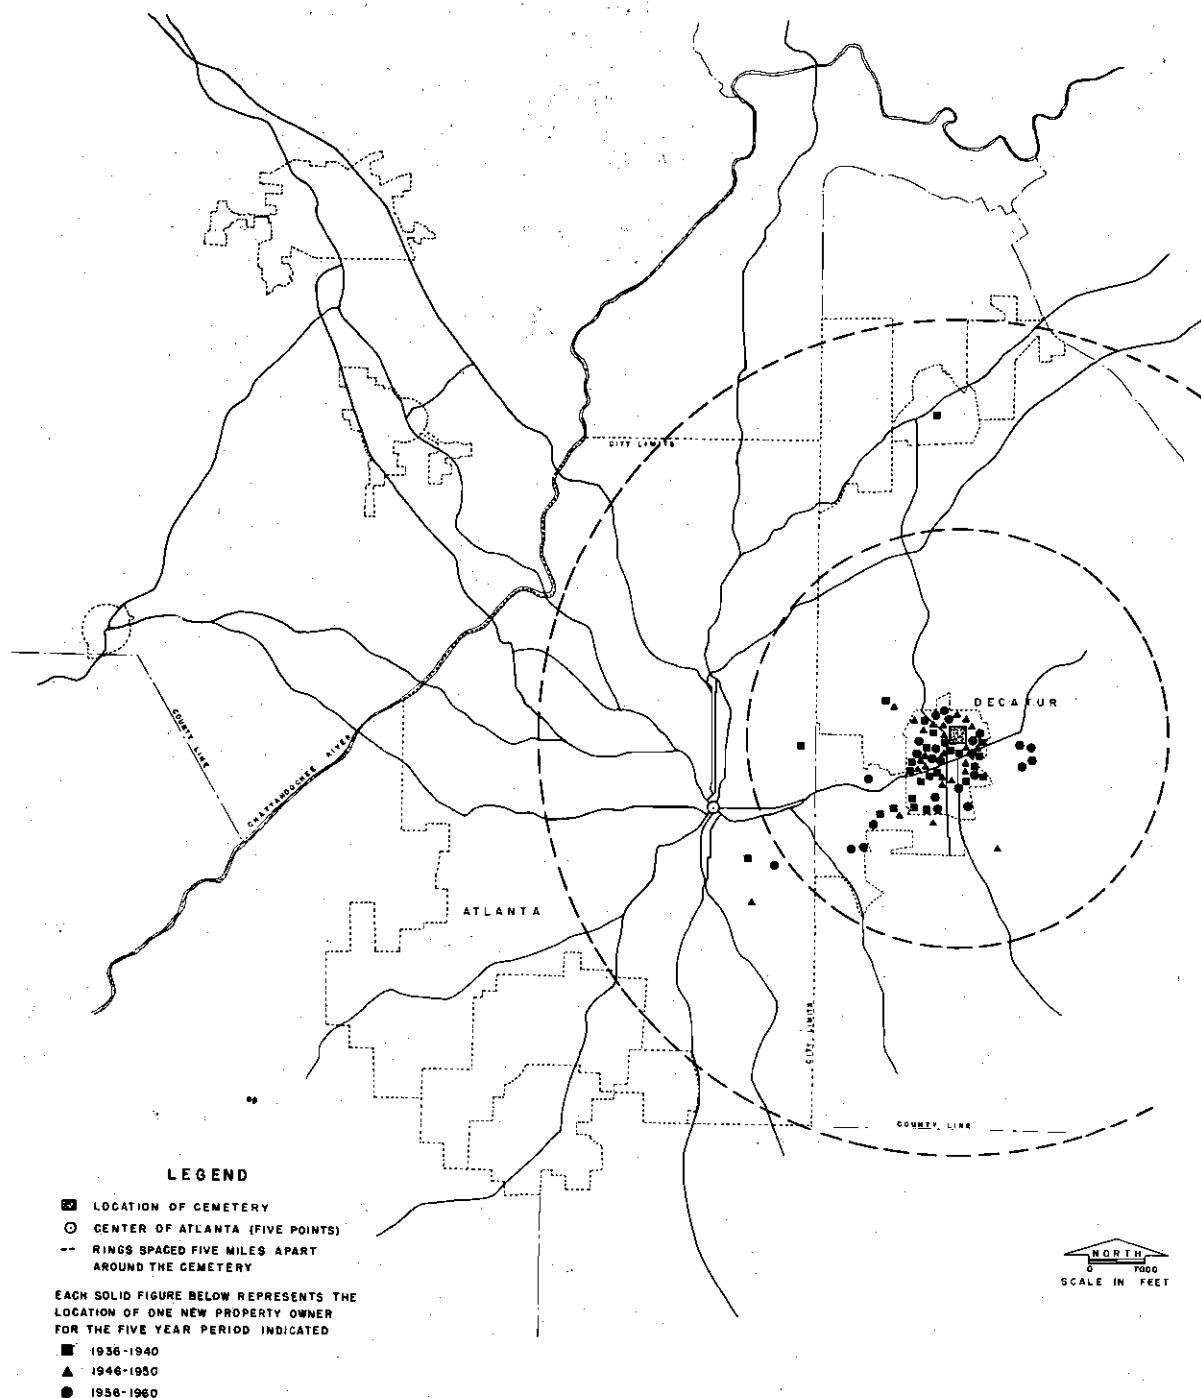 CITY LIMITS
DECATUR
COUNTY LINE
CHATTAHOOCHEE RIVER
ATLANTA
CITY LIMITS
COUNTY LINE
LEGEND
LOCATION OF CEMETERY
CENTER OF ATLANTA (FIVE POINTS)
RINGS SPACED FIVE MILES APART
AROUND THE CEMETERY
EACH SOLID FIGURE BELOW REPRESENTS THE
LOCATION OF ONE NEW PROPERTY OWNER
FOR THE FIVE YEAR PERIOD INDICATED
1936-1940
1946-1950
1956-1960
NORTH
0 7000
SCALE IN FEET